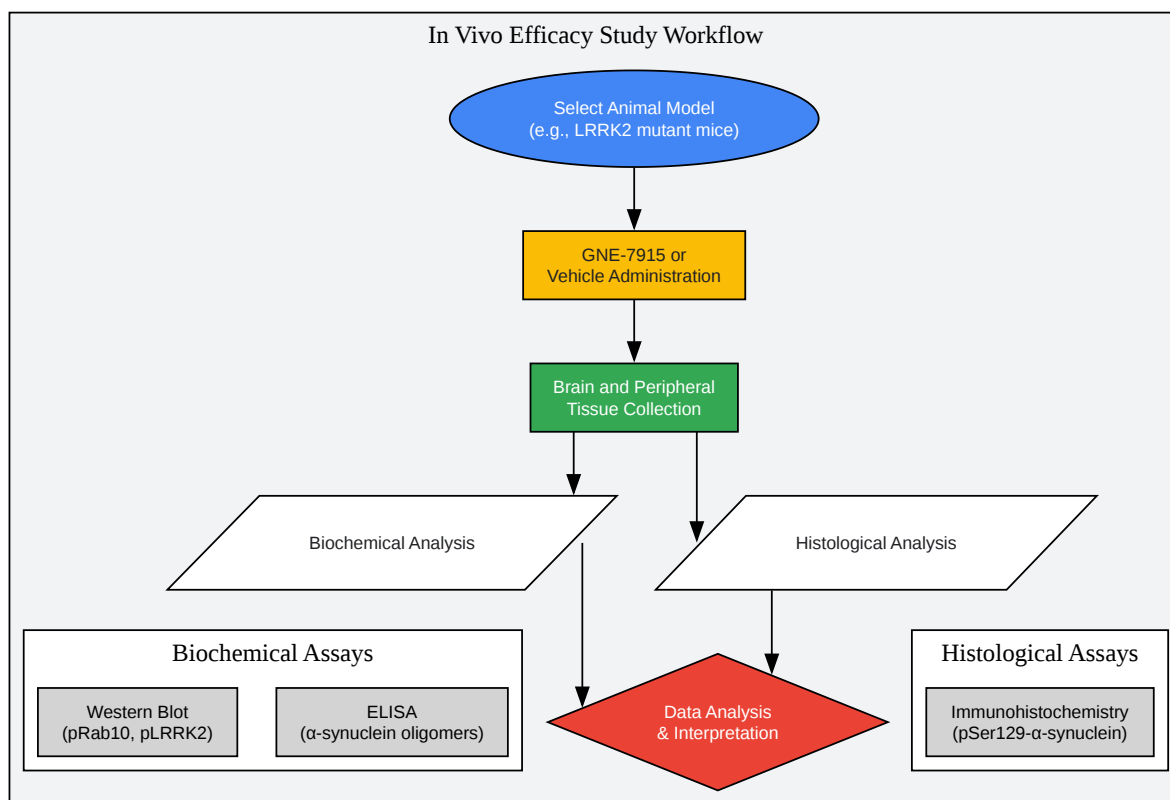 In Vivo Efficacy Study Workflow
Select Animal Model
(e.g., LRRK2 mutant mice)
GNE-7915 or
Vehicle Administration
Brain and Peripheral
Tissue Collection
Biochemical Analysis
Histological Analysis
Biochemical Assays
Western Blot
(pRab10, pLRRK2)
ELISA
(α-synuclein oligomers)
Data Analysis
& Interpretation
Histological Assays
Immunohistochemistry
(pSer129-α-synuclein)